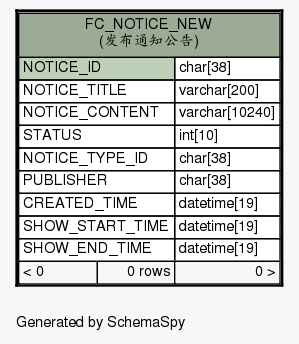 FC_NOTICE_NEW
(发布通知公告)
NOTICE_ID char[38]
NOTICE_TITLE varchar[200]
NOTICE_CONTENT varchar[10240]
STATUS int[10]
NOTICE_TYPE_ID char[38]
PUBLISHER char[38]
CREATED_TIME datetime[19]
SHOW_START_TIME datetime[19]
SHOW_END_TIME datetime[19]
< 0 0 rows 0 >
Generated by SchemaSpy